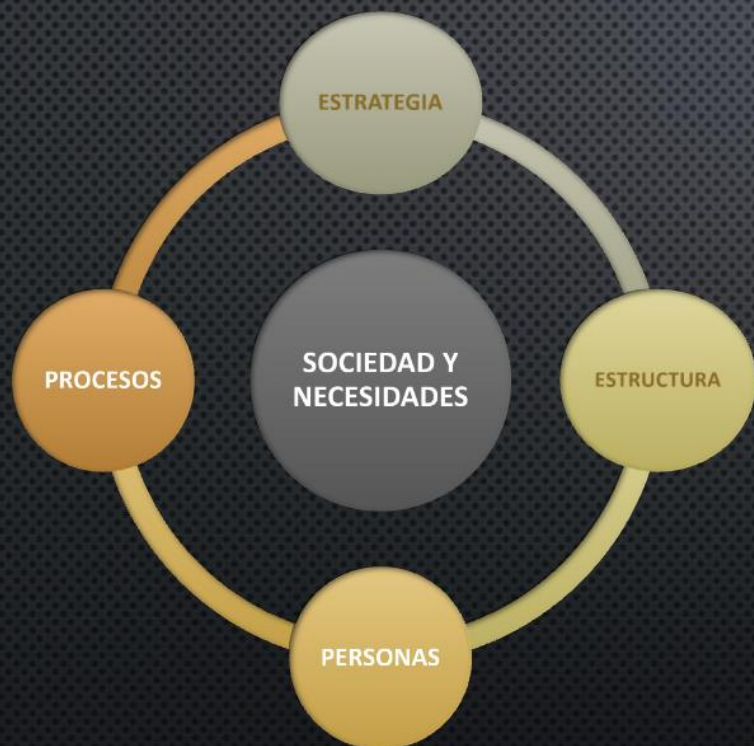 ESTRATEGIA
PROCESOS
SOCIEDAD Y
NECESIDADES
ESTRUCTURA
PERSONAS